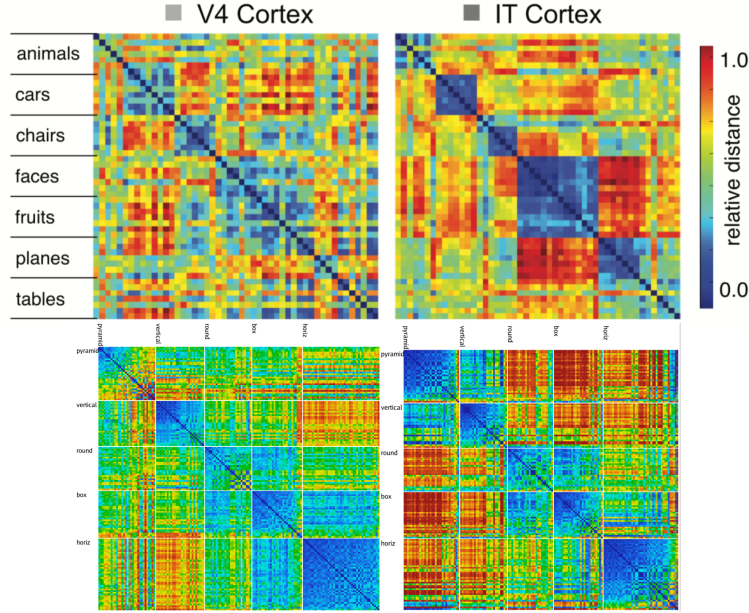 V4 Cortex
IT Cortex
animals
cars
chairs
faces
fruits
planes
tables
1.0
relative distance
0.0
pyramid
vertical
round
box
horiz
pyramid
vertical
round
box
horiz
pyramid
vertical
round
box
horiz
pyramid
vertical
round
box
horiz